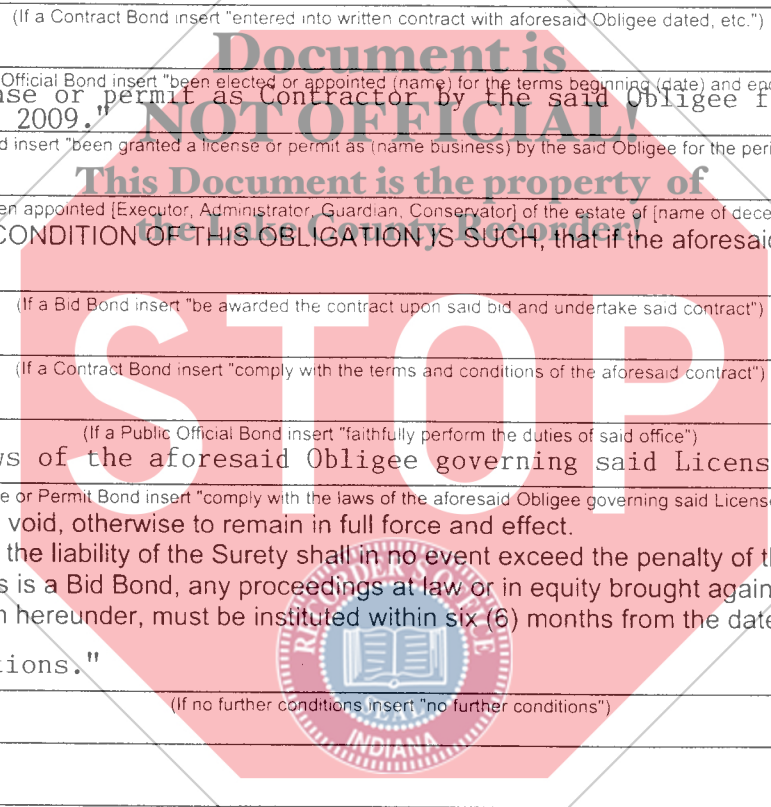 (If a Contract Bond insert "entered into written contract with aforesaid Obligee dated, etc.")
Document is
Official Bond insert "been elected or appointed (name) for the terms beginning (date) and end
nse or permit as Contractor by the said Obligee f
2009."
NOT OFFICIAL!
d insert "been granted a license or permit as (name business) by the said Obligee for the peri
This Document is the property of
en appointed [Executor, Administrator, Guardian, Conservator] of the estate of [name of dece
the Lake County Recorder!
CONDITION OF THIS OBLIGATION IS SUCH, that if the aforesaid
(If a Bid Bond insert "be awarded the contract upon said bid and undertake said contract")
STOP
(If a Contract Bond insert "comply with the terms and conditions of the aforesaid contract")
(If a Public Official Bond insert "faithfully perform the duties of said office")
ws of the aforesaid Obligee governing said Licens
e or Permit Bond insert "comply with the laws of the aforesaid Obligee governing said License
void, otherwise to remain in full force and effect.
the liability of the Surety shall in no event exceed the penalty of th
s is a Bid Bond, any proceedings at law or in equity brought again
n hereunder, must be instituted within six (6) months from the date
RECORDER'S OFFICE
tions."
(If no further conditions insert "no further conditions")
SEAL
INDIANA